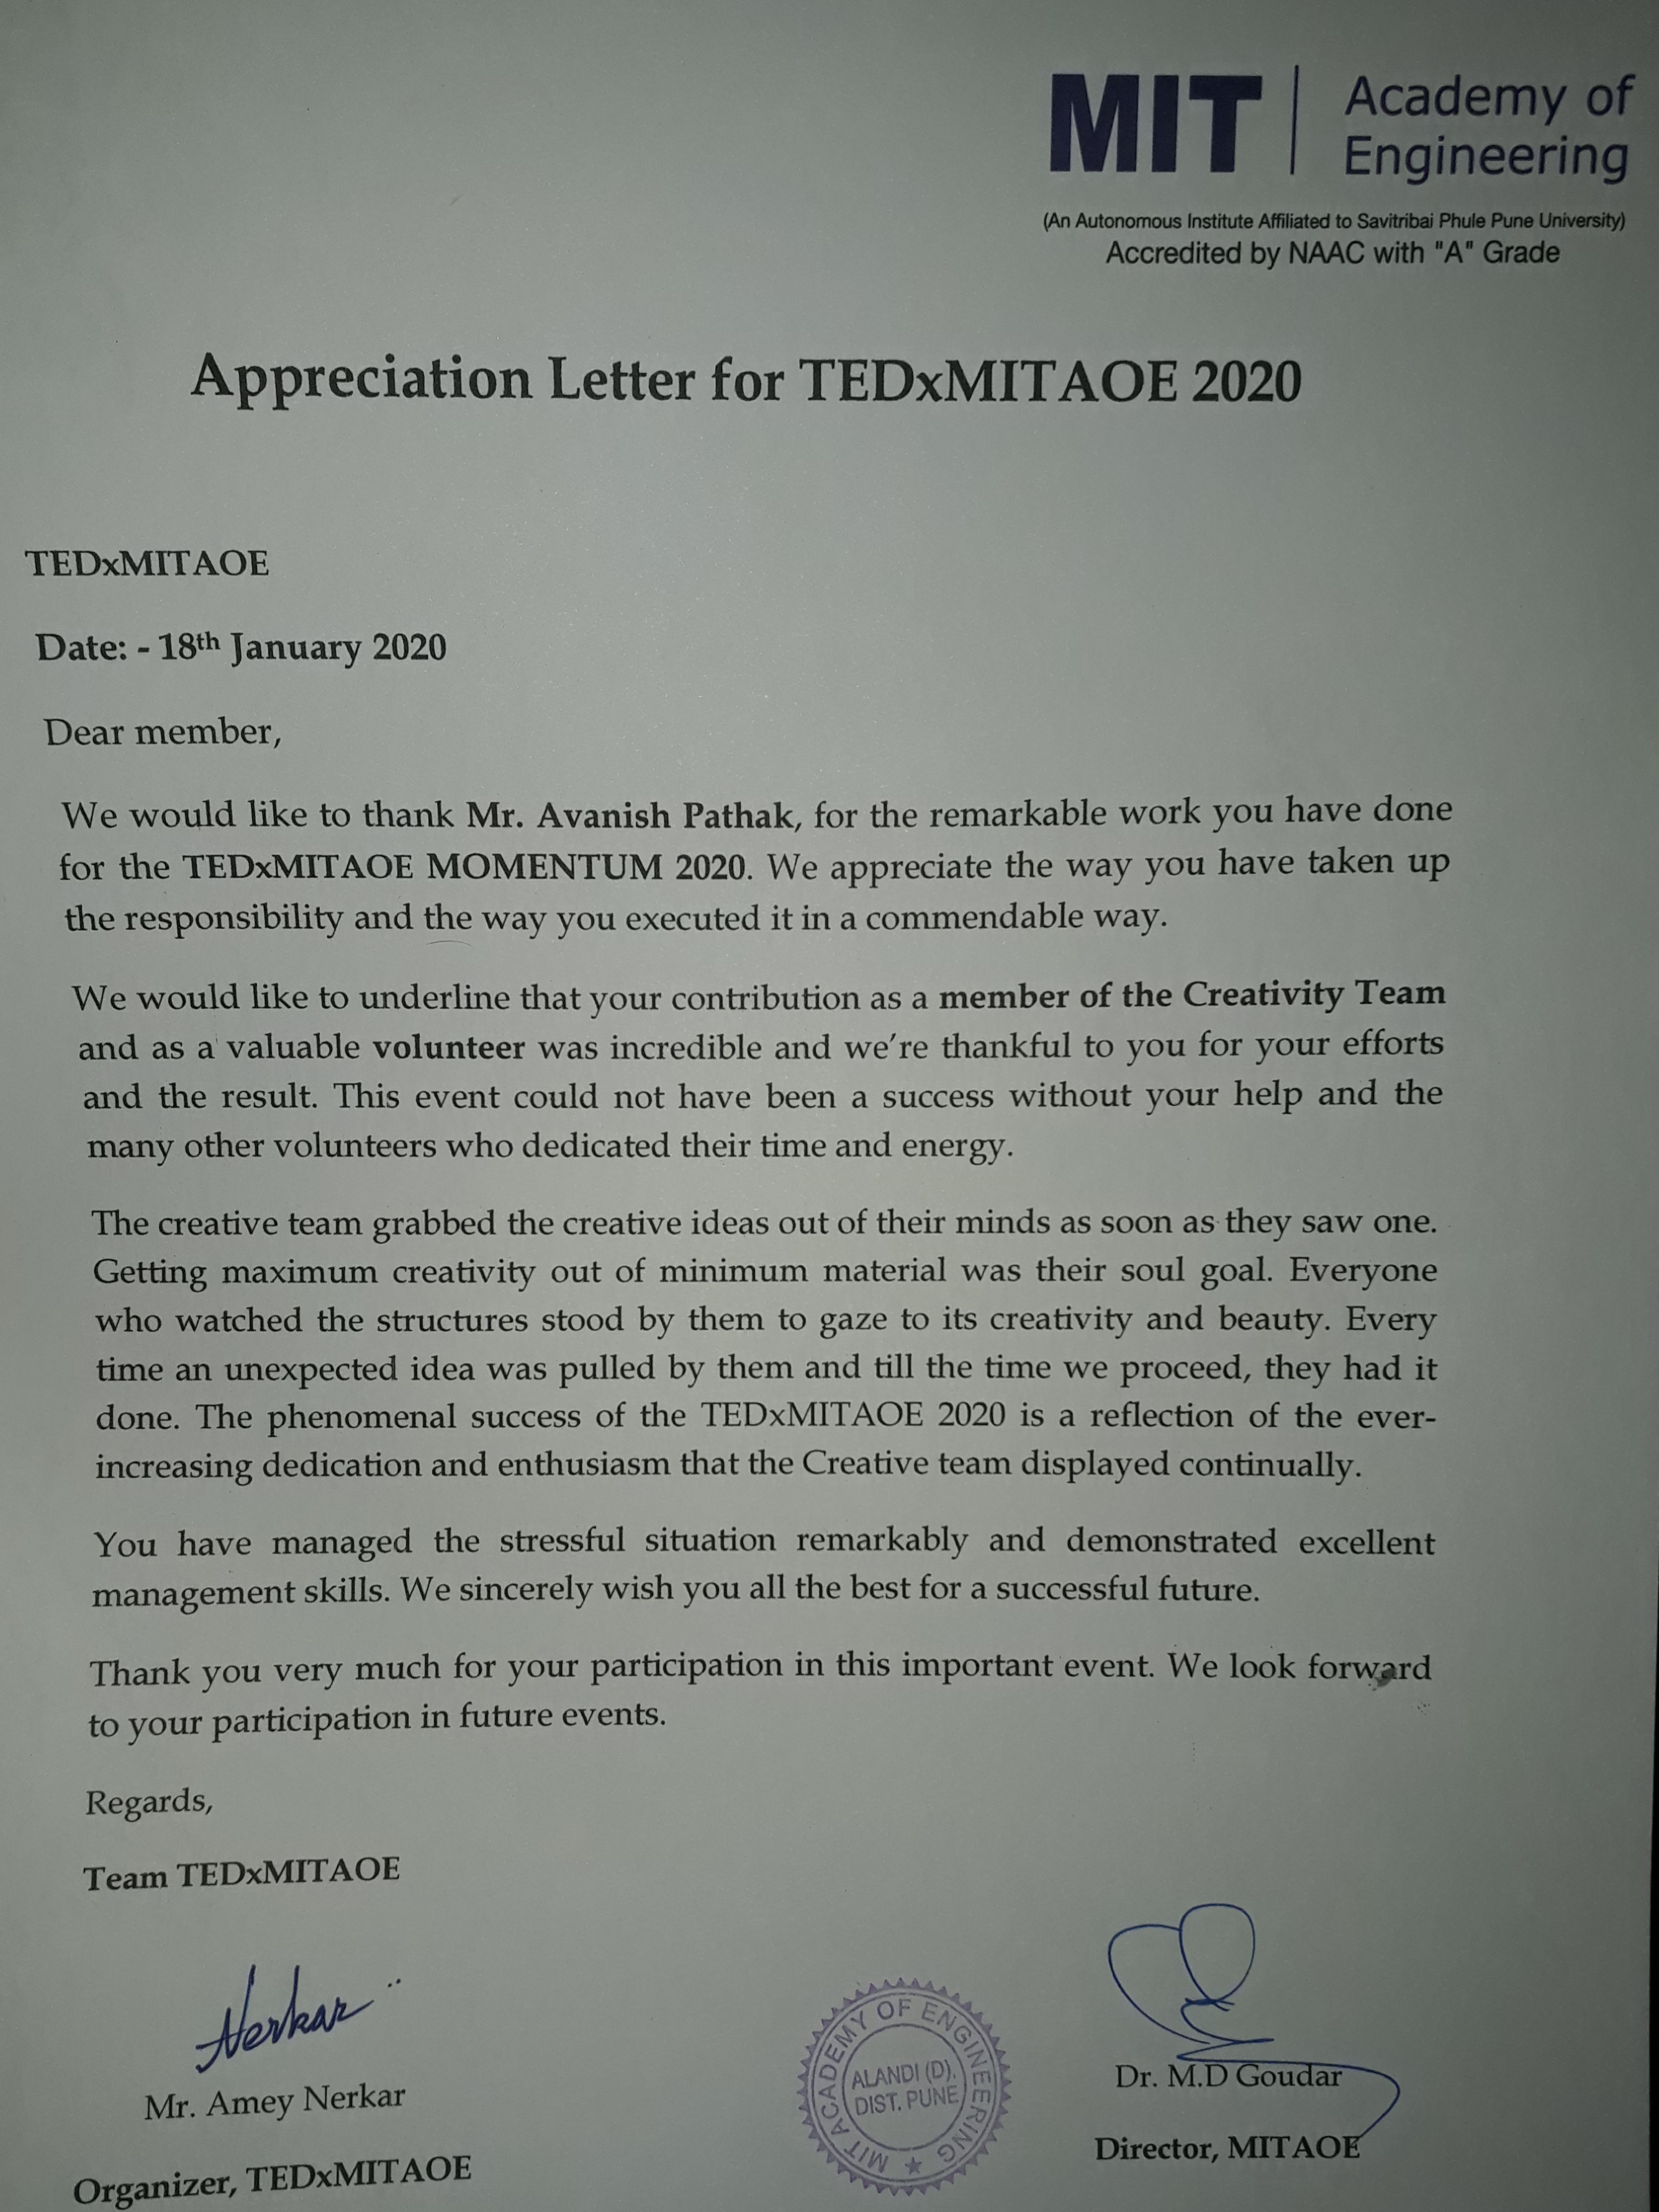 MIT | Academy of
Engineering
(An Autonomous Institute Affiliated to Savitribai Phule Pune University)
Accredited by NAAC with "A" Grade
Appreciation Letter for TEDxMITAOE 2020
TEDxMITAOE
Date: - 18th January 2020
Dear member,
We would like to thank Mr. Avanish Pathak, for the remarkable work you have done
for the TEDxMITAOE MOMENTUM 2020. We appreciate the way you have taken up
the responsibility and the way you executed it in a commendable way.
We would like to underline that your contribution as a member of the Creativity Team
and as a valuable volunteer was incredible and we're thankful to you for your efforts
and the result. This event could not have been a success without your help and the
many other volunteers who dedicated their time and energy.
The creative team grabbed the creative ideas out of their minds as soon as they saw one.
Getting maximum creativity out of minimum material was their soul goal. Everyone
who watched the structures stood by them to gaze to its creativity and beauty. Every
time an unexpected idea was pulled by them and till the time we proceed, they had it
done. The phenomenal success of the TEDxMITAOE 2020 is a reflection of the ever-
increasing dedication and enthusiasm that the Creative team displayed continually.
You have managed the stressful situation remarkably and demonstrated excellent
management skills. We sincerely wish you all the best for a successful future.
Thank you very much for your participation in this important event. We look forward
to your participation in future events.
Regards,
Team TEDxMITAOE
Nerkar
Mr. Amey Nerkar
Organizer, TEDxMITAOE
MIT ACADEMY OF ENGINEERING
ALANDI (D).
DIST. PUNE
Dr. M.D Goudar
Director, MITAOE